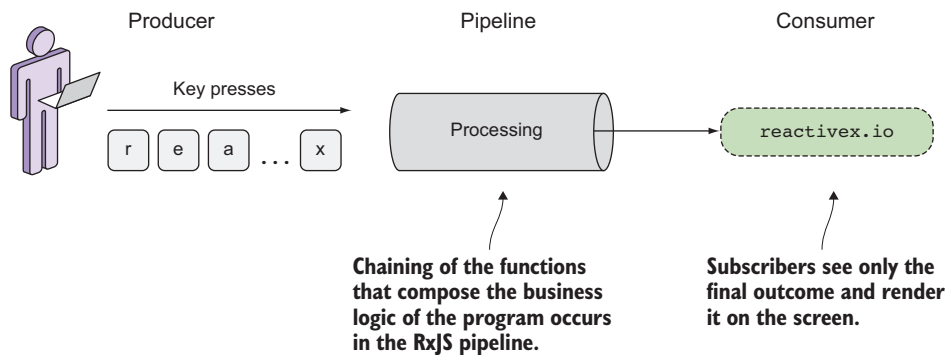 Producer
Pipeline
Consumer
Key presses
r e a ... x
Processing
reactivex.io
Chaining of the functions
that compose the business
logic of the program occurs
in the RxJS pipeline.
Subscribers see only the
final outcome and render
it on the screen.